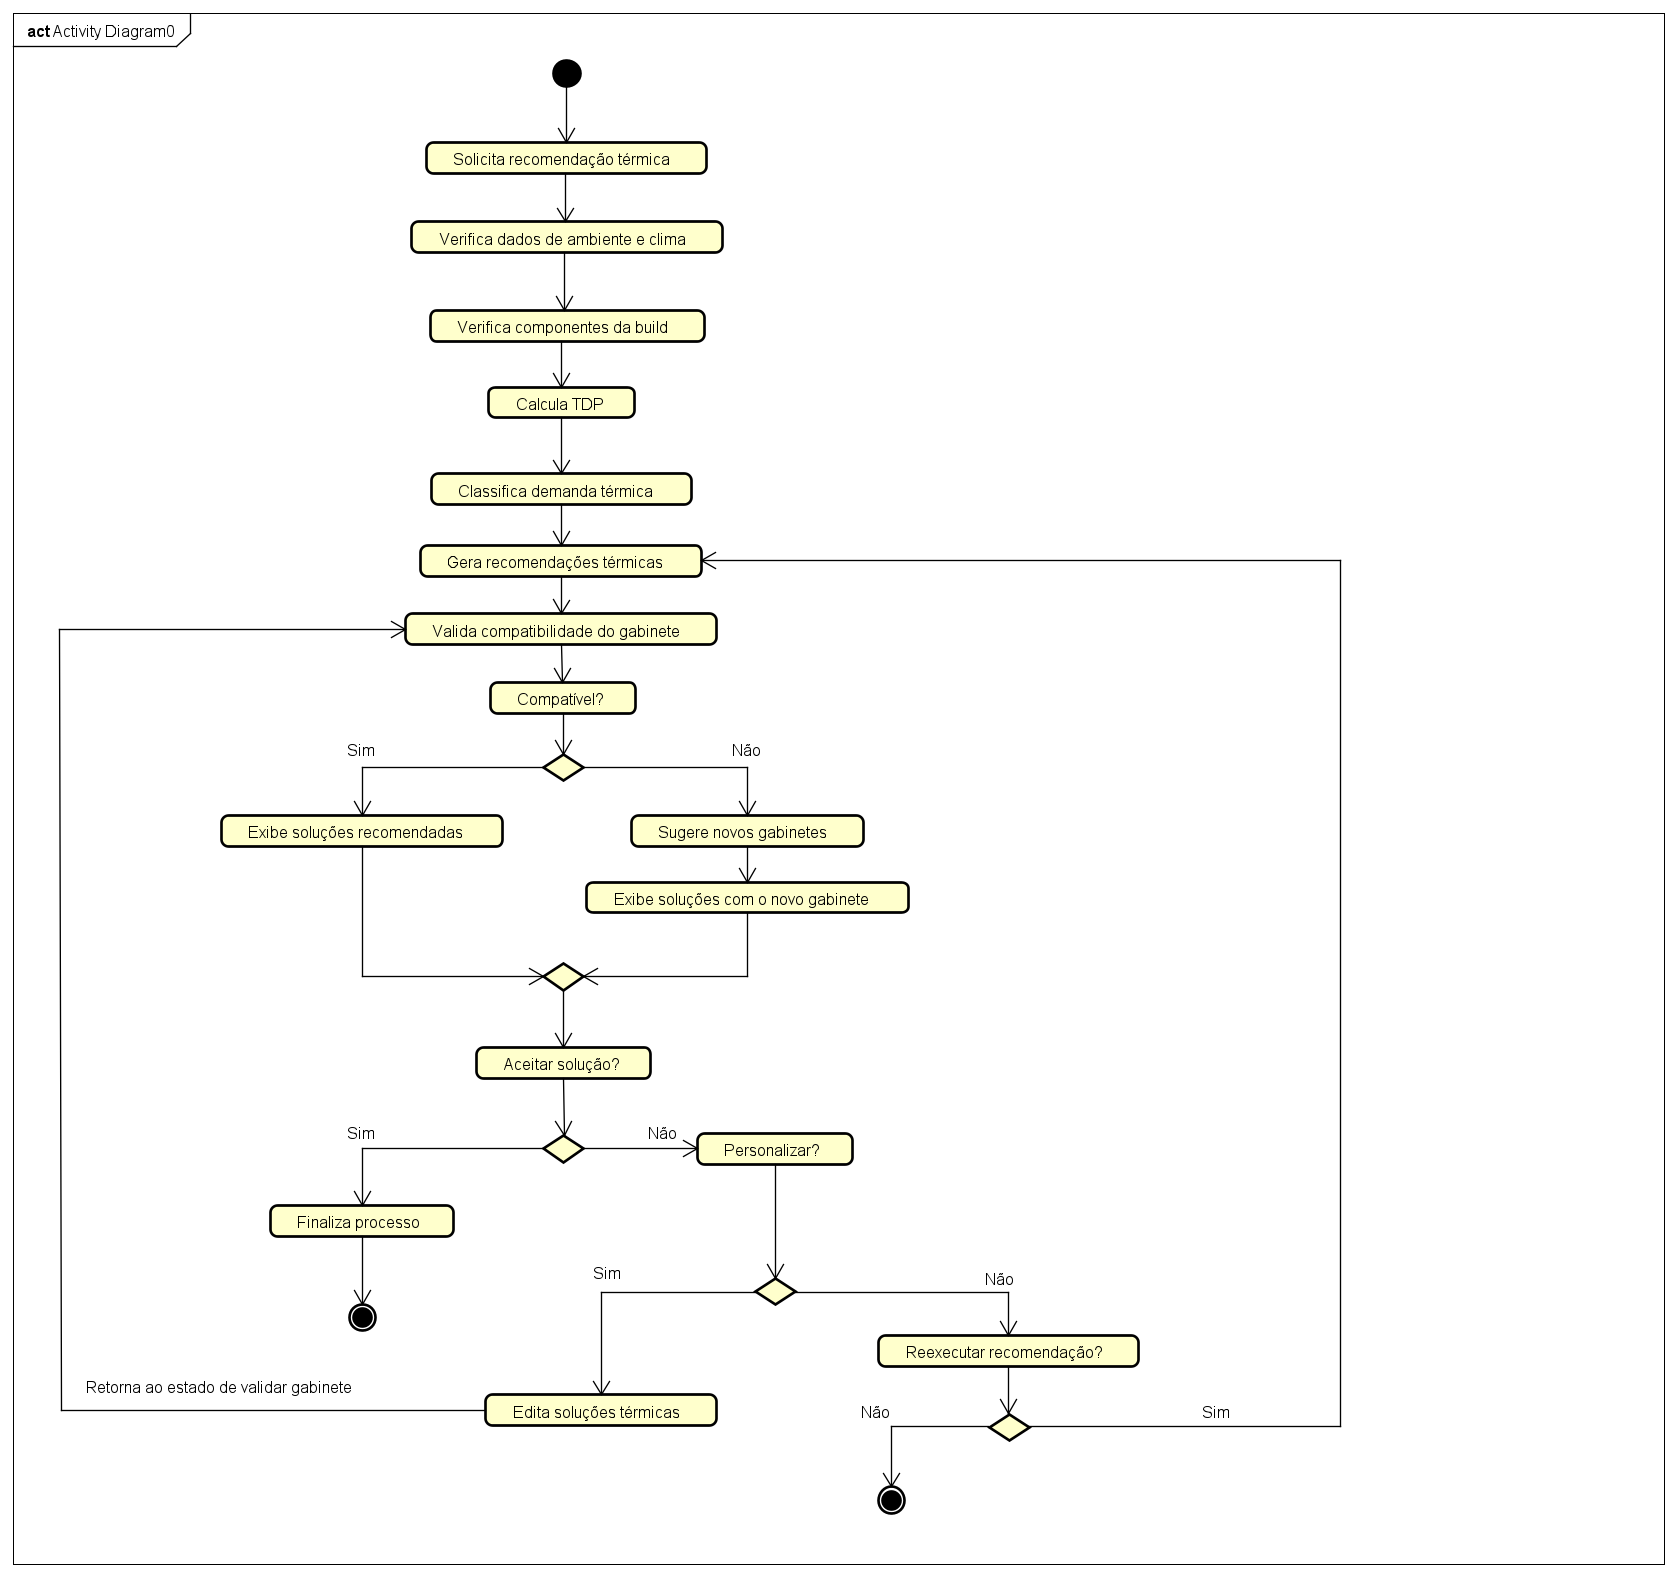 act Activity Diagram0
Solicita recomendação térmica
Verifica dados de ambiente e clima
Verifica componentes da build
Calcula TDP
Classifica demanda térmica
Gera recomendações térmicas
Valida compatibilidade do gabinete
Compatível?
Sim
Não
Exibe soluções recomendadas
Sugere novos gabinetes
Exibe soluções com o novo gabinete
Aceitar solução?
Sim
Não
Personalizar?
Finaliza processo
Sim
Não
Reexecutar recomendação?
Retorna ao estado de validar gabinete
Edita soluções térmicas
Não
Sim